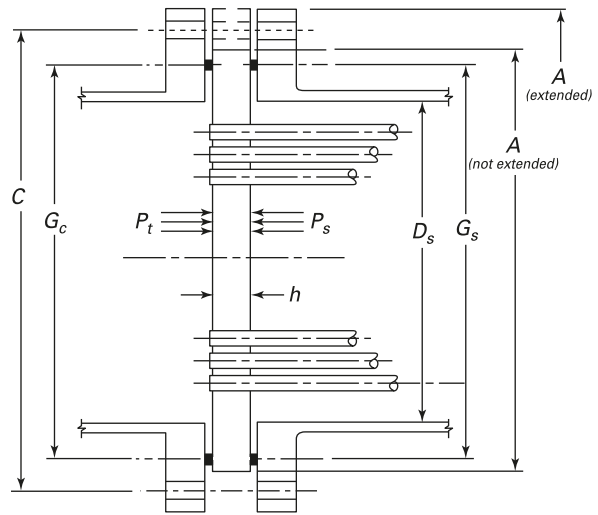 A
(extended)
A
(not extended)
C
G_c
P_t
P_s
D_s
G_s
h